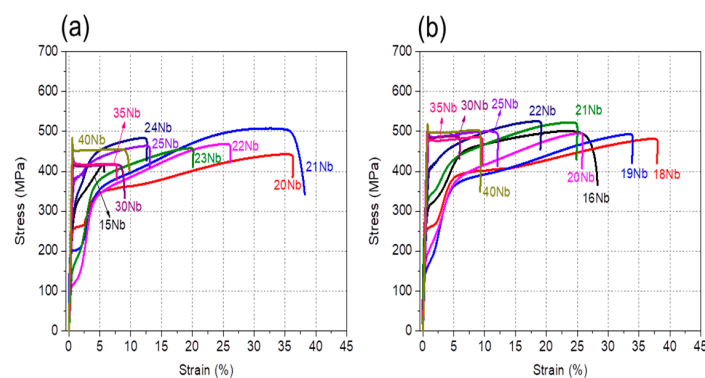 (a)
700
600
500
400
300
200
100
0
Stress (MPa)
0 5 10 15 20 25 30 35 40 45
Strain (%)
35Nb
40Nb
24Nb
25Nb
23Nb
22Nb
21Nb
20Nb
30Nb
15Nb
(b)
700
600
500
400
300
200
100
0
Stress (MPa)
0 5 10 15 20 25 30 35 40 45
Strain (%)
35Nb
30Nb
25Nb
22Nb
21Nb
40Nb
20Nb
16Nb
19Nb
18Nb